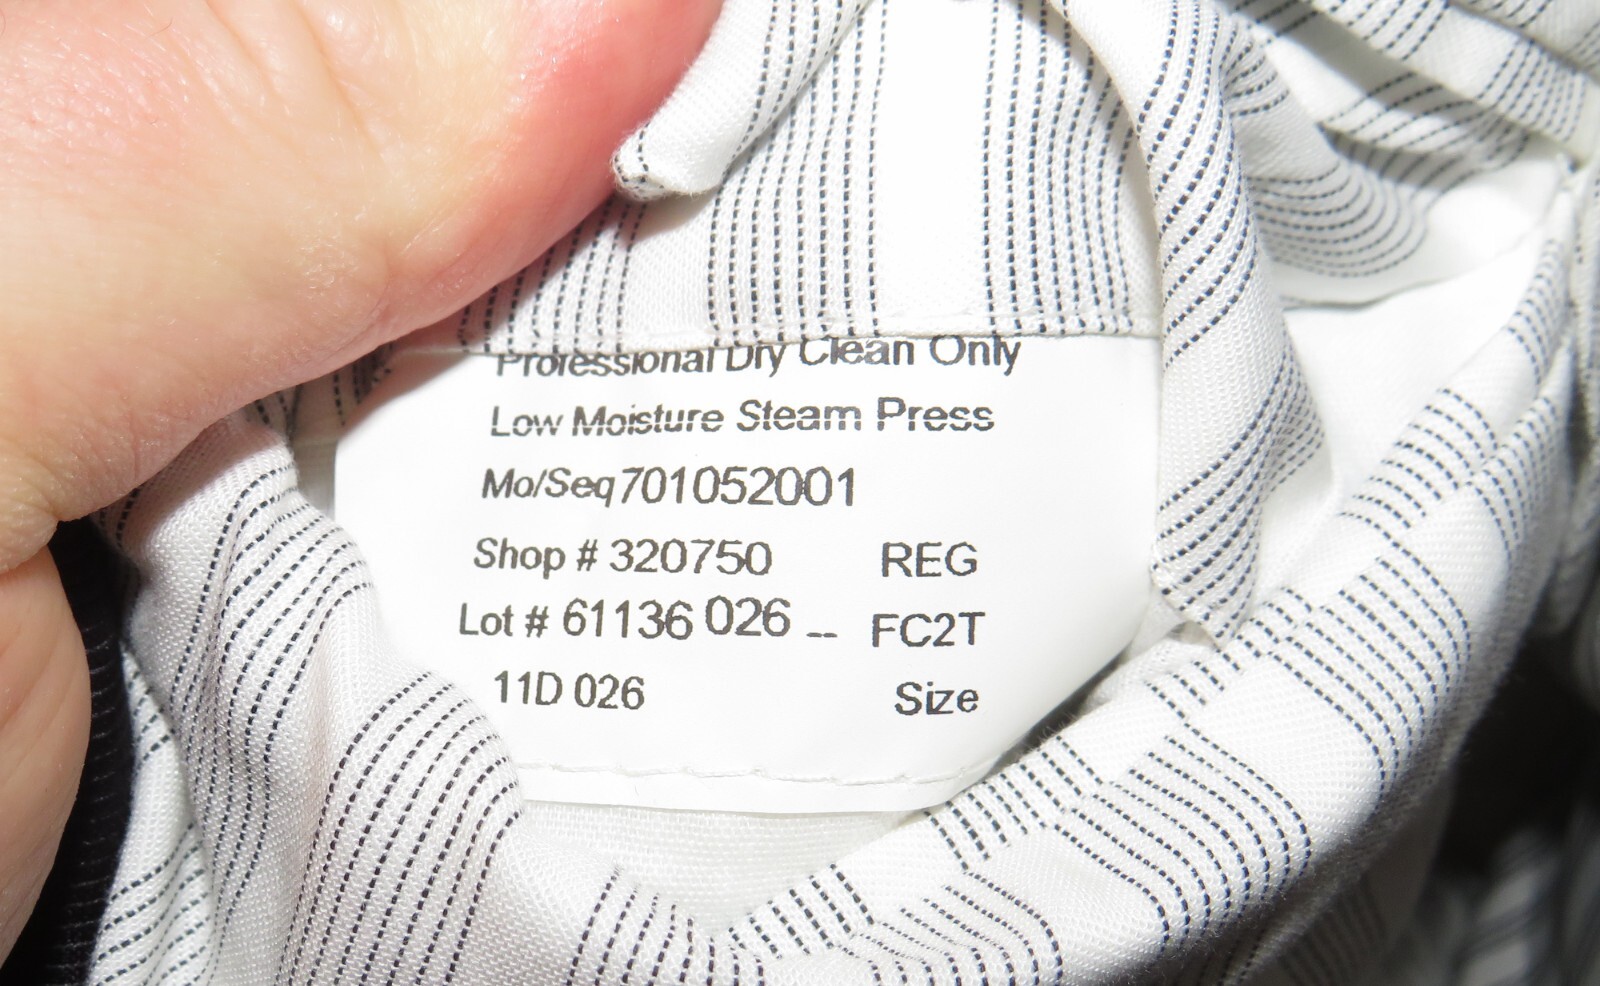 Professional Dry Clean Only
Low Moisture Steam Press
Mo/Seq701052001
Shop # 320750 REG
Lot # 61136 026 -- FC2T
11D 026 Size